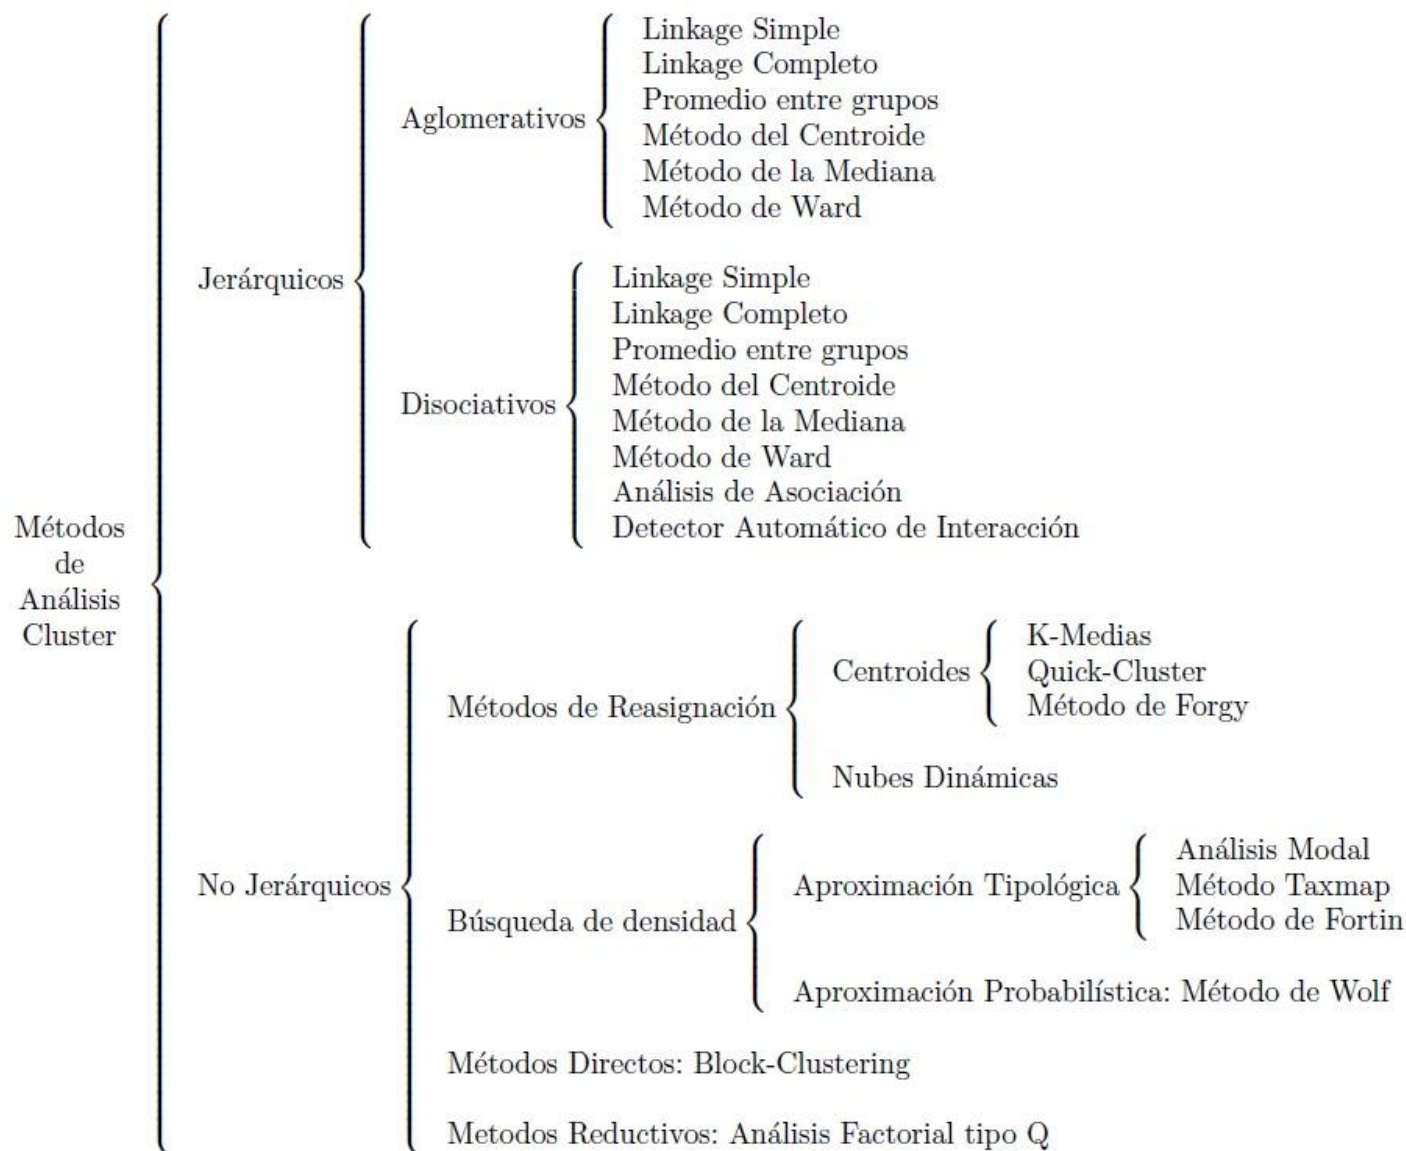 Métodos
de
Análisis
Cluster
Jerárquicos
Aglomerativos
Linkage Simple
Linkage Completo
Promedio entre grupos
Método del Centroide
Método de la Mediana
Método de Ward
Disociativos
Linkage Simple
Linkage Completo
Promedio entre grupos
Método del Centroide
Método de la Mediana
Método de Ward
Análisis de Asociación
Detector Automático de Interacción
No Jerárquicos
Métodos de Reasignación
Centroides
K-Medias
Quick-Cluster
Método de Forgy
Nubes Dinámicas
Búsqueda de densidad
Aproximación Tipológica
Análisis Modal
Método Taxmap
Método de Fortin
Aproximación Probabilística: Método de Wolf
Métodos Directos: Block-Clustering
Metodos Reductivos: Análisis Factorial tipo Q